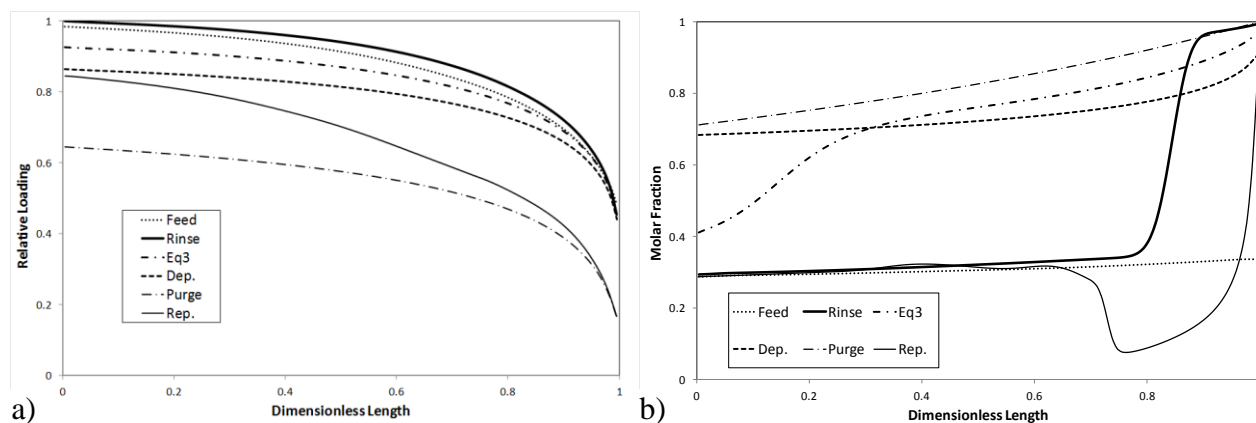 1
0.8
0.6
0.4
0.2
0
Relative Loading
Feed
Rinse
Eq3
Dep.
Purge
Rep.
0 0.2 0.4 0.6 0.8 1
Dimensionless Length
a)
1
0.8
0.6
0.4
0.2
0
Molar Fraction
Feed Rinse Eq3
Dep. Purge Rep.
0 0.2 0.4 0.6 0.8
Dimensionless Length
b)